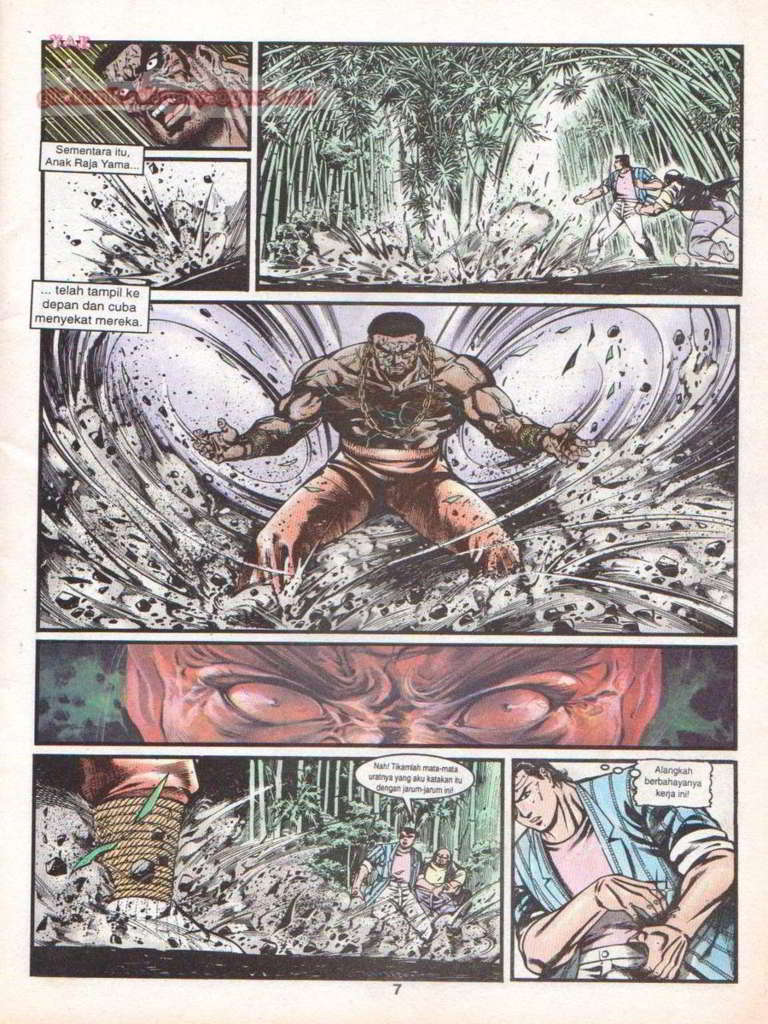 Sementara itu,
Anak Raja Yama...
... telah tampil ke
depan dan cuba
menyekat mereka.
Nah! Tikamlah mata-mata
uratnya yang aku katakan itu
dengan jarum-jarum ini!
Alangkah
berbahayanya
kerja ini!
7